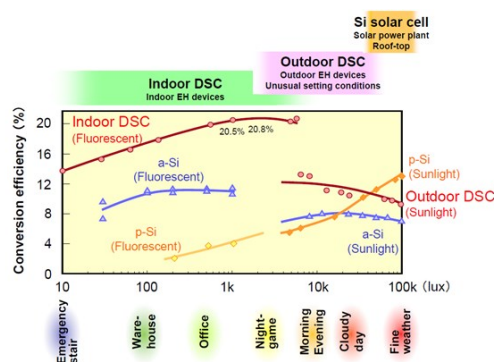 Si solar cell
Solar power plant
Roof-top
Outdoor DSC
Outdoor EH devices
Unusual setting conditions
Indoor DSC
Indoor EH devices
Conversion efficiency (%)
20
16
12
8
4
0
Indoor DSC
(Fluorescent)
20.5%
20.8%
a-Si
(Fluorescent)
p-Si
(Fluorescent)
p-Si
(Sunlight)
Outdoor DSC
(Sunlight)
a-Si
(Sunlight)
10
100
1k
10k
100k (lux)
Emergency
stair
Ware-
house
Office
Night-
game
Morning
Evening
Cloudy
day
Fine
weather